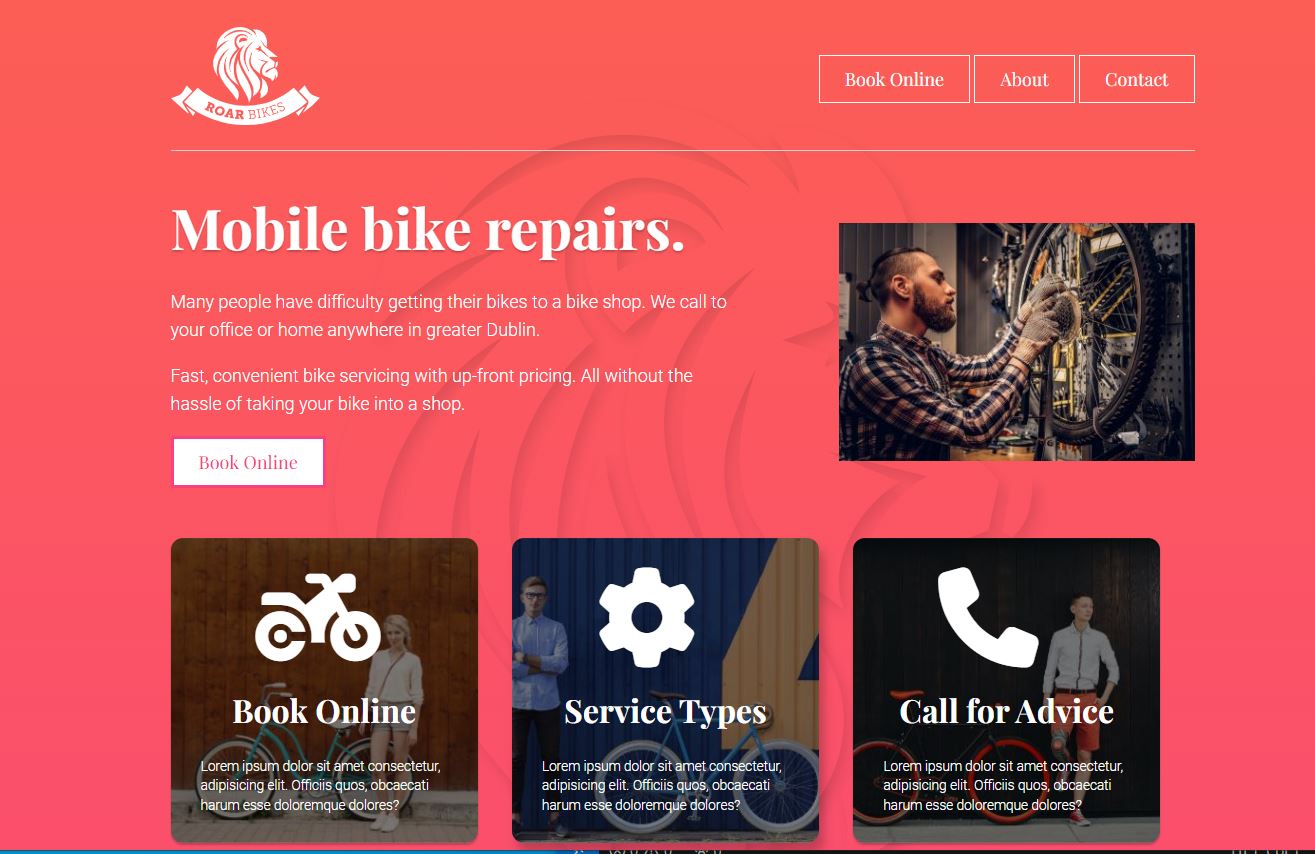 ROAR BIKES
Book Online
About
Contact
Mobile bike repairs.
Many people have difficulty getting their bikes to a bike shop. We call to
your office or home anywhere in greater Dublin.
Fast, convenient bike servicing with up-front pricing. All without the
hassle of taking your bike into a shop.
Book Online
Book Online
Lorem ipsum dolor sit amet consectetur,
adipisicing elit. Officiis quos, obcaecati
harum esse doloremque dolores?
Service Types
Lorem ipsum dolor sit amet consectetur,
adipisicing elit. Officiis quos, obcaecati
harum esse doloremque dolores?
Call for Advice
Lorem ipsum dolor sit amet consectetur,
adipisicing elit. Officiis quos, obcaecati
harum esse doloremque dolores?